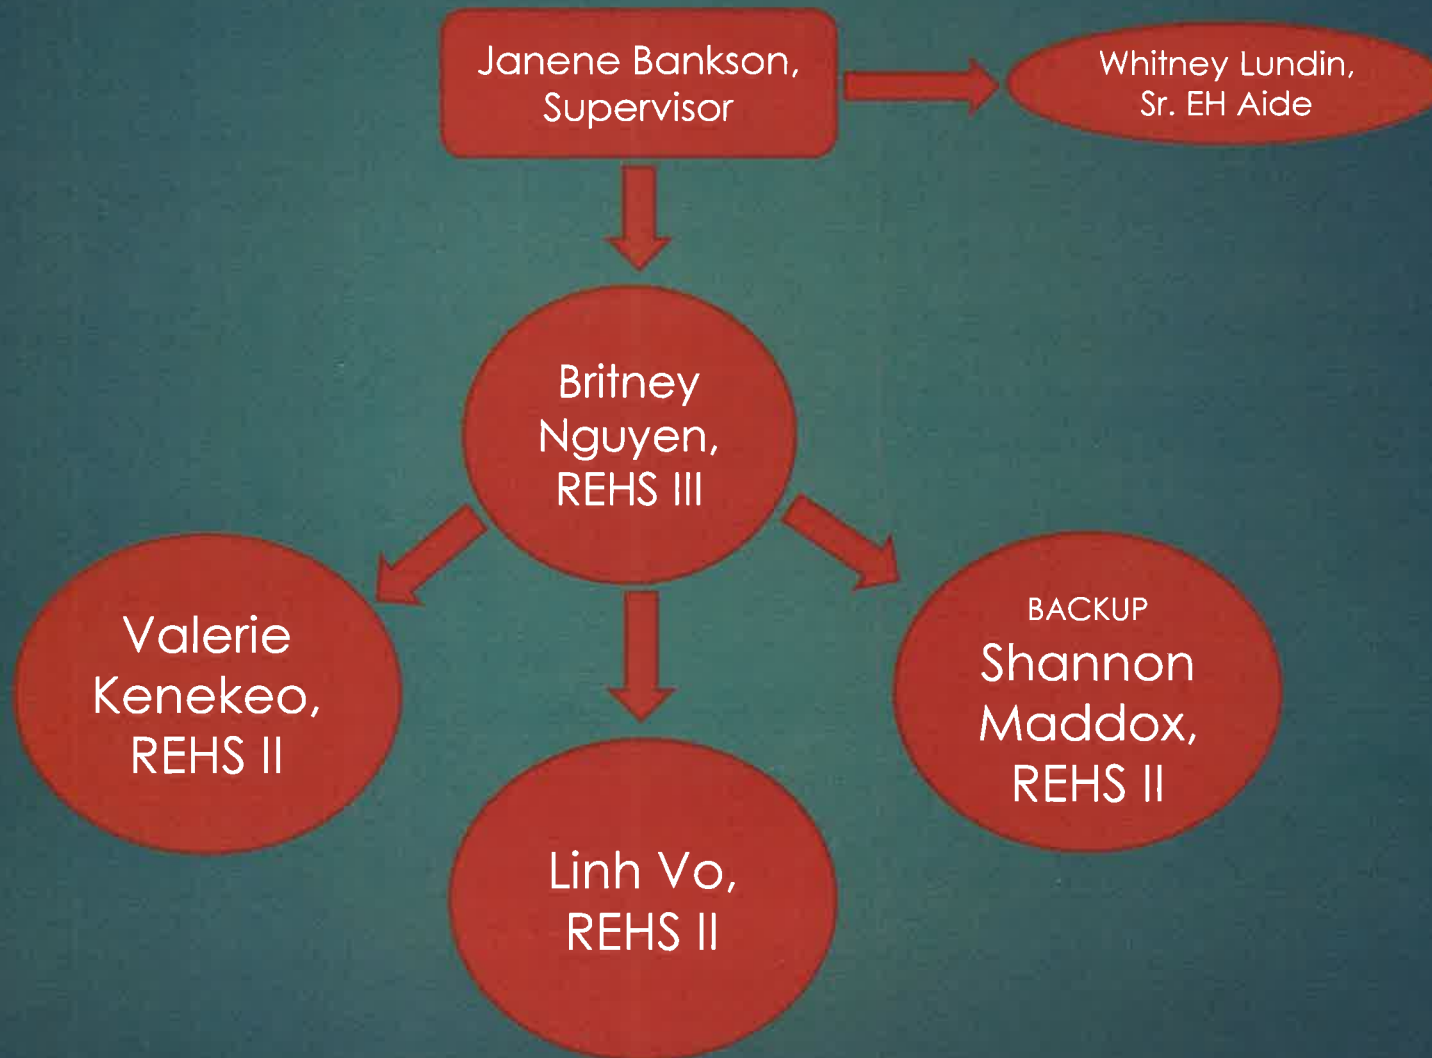 Janene Bankson,
Supervisor
Whitney Lundin,
Sr. EH Aide
Britney
Nguyen,
REHS III
Valerie
Kenekeo,
REHS II
BACKUP
Shannon
Maddox,
REHS II
Linh Vo,
REHS II